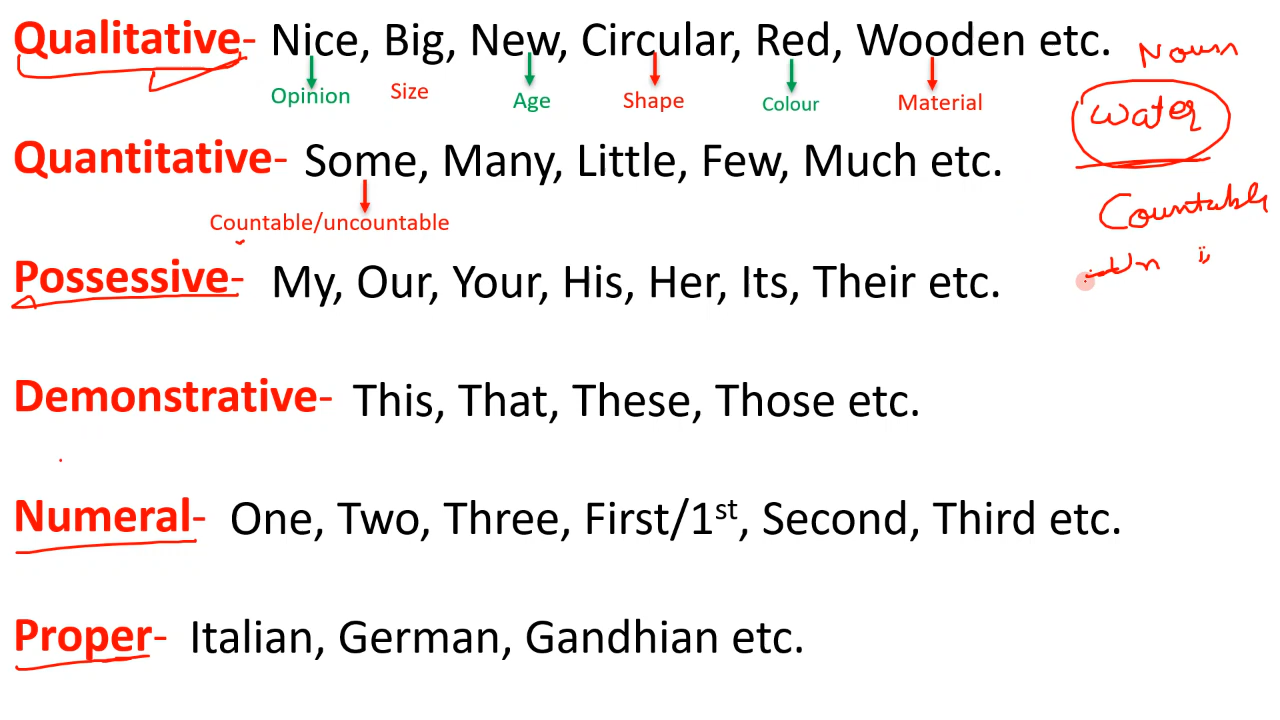 Qualitative- Nice, Big, New, Circular, Red, Wooden etc.
Noun
Opinion Size Age Shape Colour Material
water
Quantitative- Some, Many, Little, Few, Much etc.
Countable
Countable/uncountable
Possessive- My, Our, Your, His, Her, Its, Their etc.
Un
Demonstrative- This, That, These, Those etc.
Numeral- One, Two, Three, First/1st, Second, Third etc.
Proper- Italian, German, Gandhian etc.